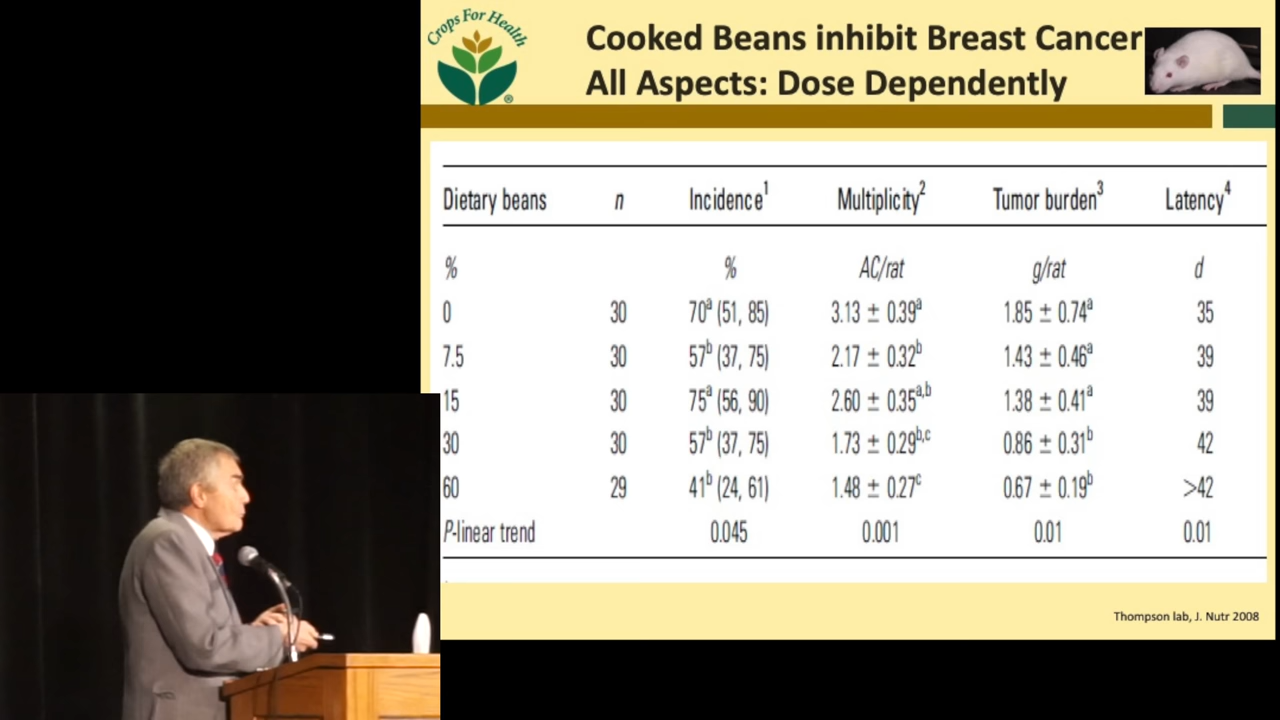 Crops For Health
®
Cooked Beans inhibit Breast Cancer
All Aspects: Dose Dependently
Dietary beans n Incidence¹ Multiplicity² Tumor burden³ Latency⁴
% % AC/rat g/rat d
0 30 70ᵃ (51, 85) 3.13 ± 0.39ᵃ 1.85 ± 0.74ᵃ 35
7.5 30 57ᵇ (37, 75) 2.17 ± 0.32ᵇ 1.43 ± 0.46ᵃ 39
15 30 75ᵃ (56, 90) 2.60 ± 0.35ᵃ,ᵇ 1.38 ± 0.41ᵃ 39
30 30 57ᵇ (37, 75) 1.73 ± 0.29ᵇ,ᶜ 0.86 ± 0.31ᵇ 42
60 29 41ᵇ (24, 61) 1.48 ± 0.27ᶜ 0.67 ± 0.19ᵇ >42
P-linear trend 0.045 0.001 0.01 0.01
Thompson lab, J. Nutr 2008